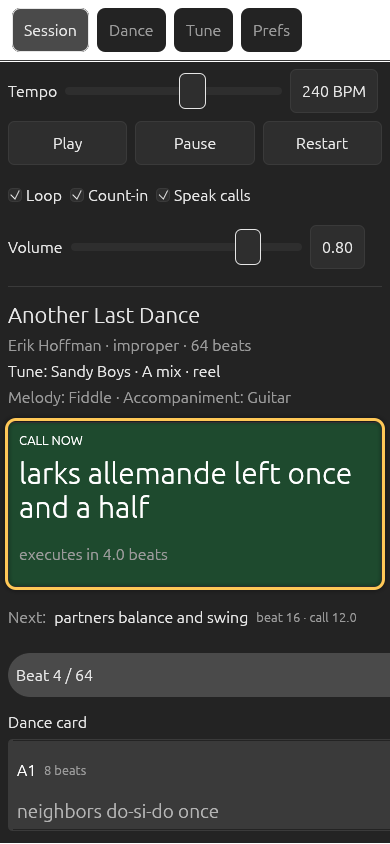 Session Dance Tune Prefs
Tempo 240 BPM
Play Pause Restart
Loop Count-in Speak calls
Volume 0.80
Another Last Dance
Erik Hoffman · improper · 64 beats
Tune: Sandy Boys · A mix · reel
Melody: Fiddle · Accompaniment: Guitar
CALL NOW
larks allemande left once
and a half
executes in 4.0 beats
Next: partners balance and swing beat 16 · call 12.0
Beat 4 / 64
Dance card
A1 8 beats
neighbors do-si-do once